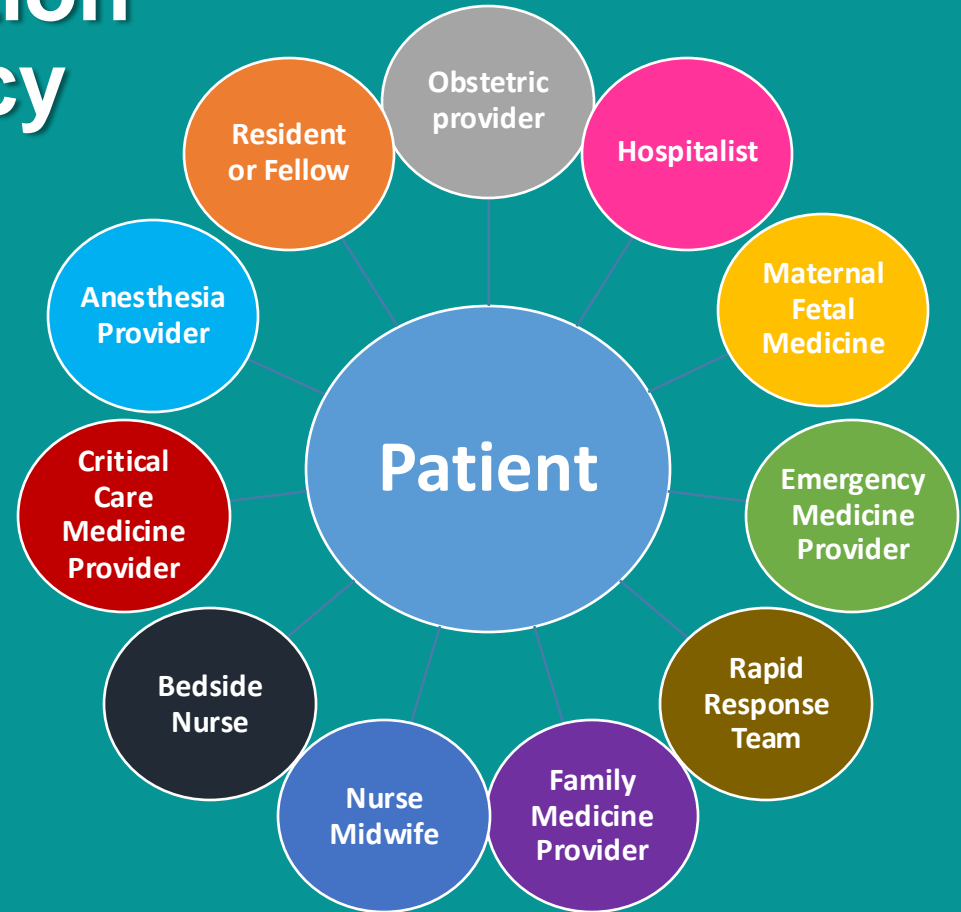 Obstetric
provider
Hospitalist
Maternal
Fetal
Medicine
Emergency
Medicine
Provider
Rapid
Response
Team
Family
Medicine
Provider
Nurse
Midwife
Bedside
Nurse
Critical
Care
Medicine
Provider
Anesthesia
Provider
Resident
or Fellow
Patient